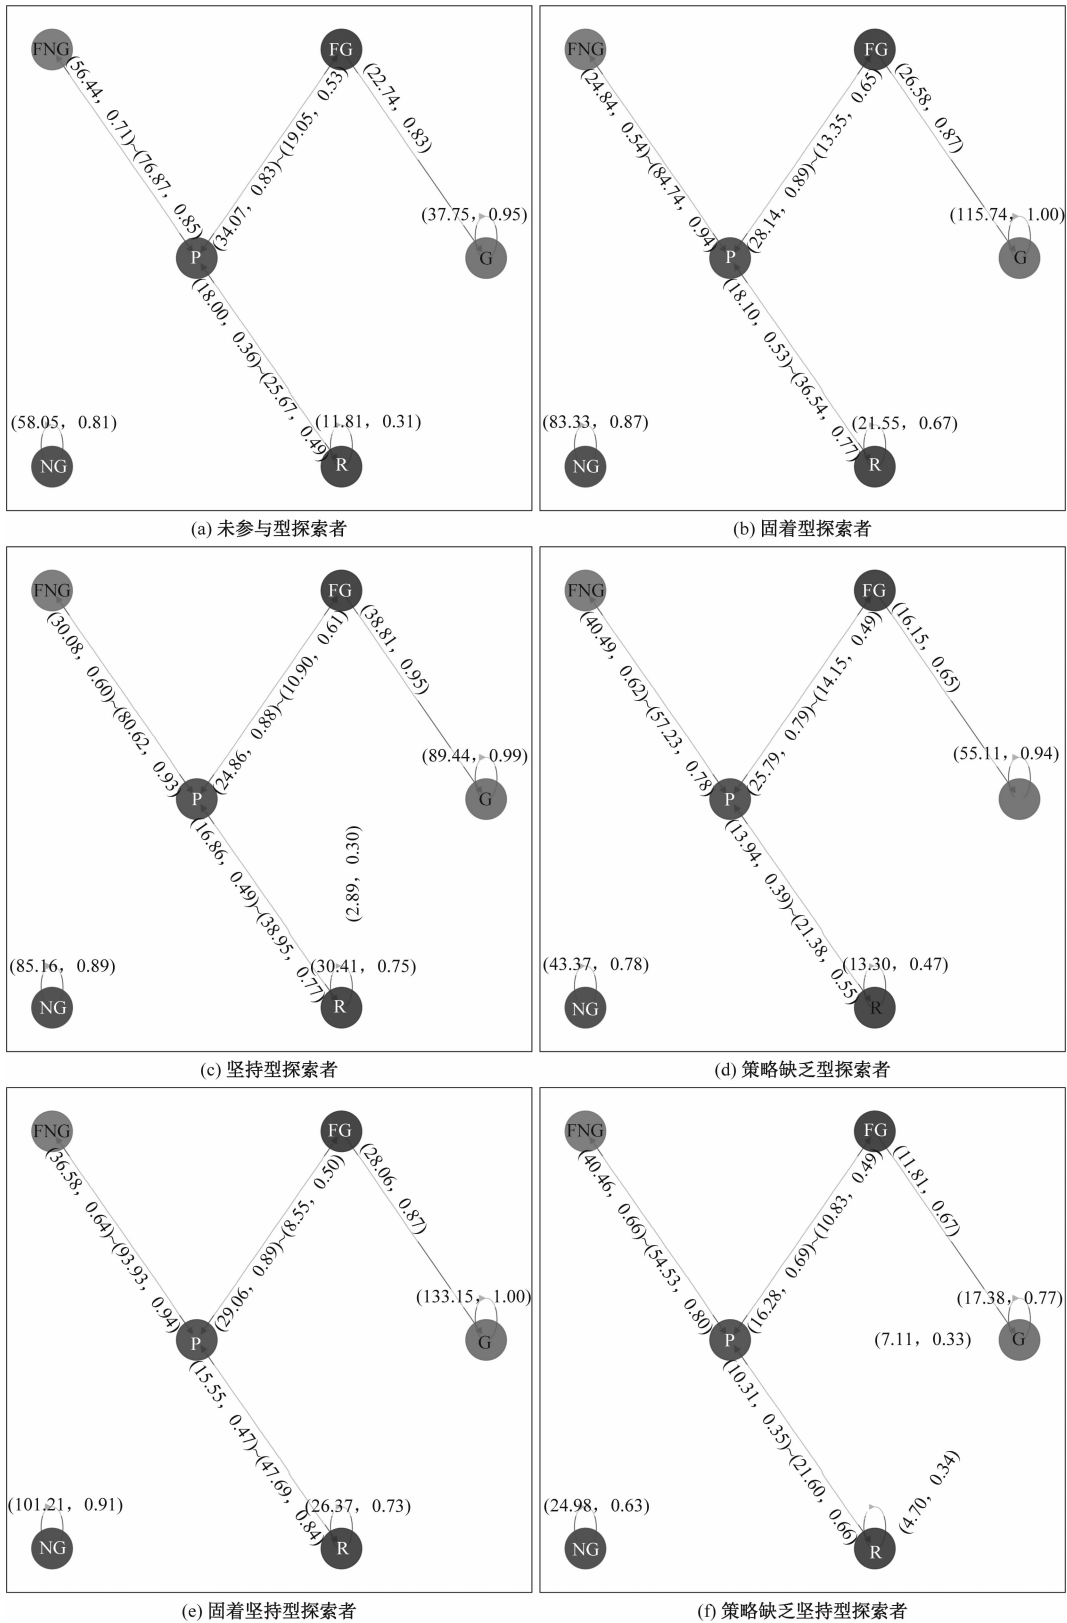 FNG
FG
(56.44, 0.71)~(76.87, 0.85)
(34.07, 0.83)~(19.05, 0.53)
(22.74, 0.83)
(37.75, 0.95)
P
G
(18.00, 0.36)~(25.67, 0.49)
(58.05, 0.81)
(11.81, 0.31)
NG
R
(a) 未参与型探索者
FNG
FG
(24.84, 0.54)~(84.74, 0.94)
(28.14, 0.89)~(13.35, 0.65)
(26.58, 0.87)
(115.74, 1.00)
P
G
(18.10, 0.53)~(36.54, 0.77)
(83.33, 0.87)
(21.55, 0.67)
NG
R
(b) 固着型探索者
FNG
FG
(30.08, 0.60)~(80.62, 0.93)
(24.86, 0.88)~(10.90, 0.61)
(38.81, 0.95)
(89.44, 0.99)
P
G
(16.86, 0.49)~(38.95, 0.77)
(2.89, 0.30)
(85.16, 0.89)
(30.41, 0.75)
NG
R
(c) 坚持型探索者
FNG
FG
(40.49, 0.62)~(57.23, 0.78)
(25.79, 0.79)~(14.15, 0.49)
(16.15, 0.65)
(55.11, 0.94)
P
(13.94, 0.39)~(21.38, 0.55)
(43.37, 0.78)
(13.30, 0.47)
NG
R
(d) 策略缺乏型探索者
FNG
FG
(36.58, 0.64)~(93.93, 0.94)
(29.06, 0.89)~(8.55, 0.50)
(28.06, 0.87)
(133.15, 1.00)
P
G
(15.55, 0.47)~(47.69, 0.84)
(101.21, 0.91)
(26.37, 0.73)
NG
R
(e) 固着坚持型探索者
FNG
FG
(40.46, 0.66)~(54.53, 0.80)
(16.28, 0.69)~(10.83, 0.49)
(11.81, 0.67)
(17.38, 0.77)
(7.11, 0.33)
P
G
(10.31, 0.35)~(21.60, 0.66)
(4.70, 0.34)
(24.98, 0.63)
NG
R
(f) 策略缺乏坚持型探索者